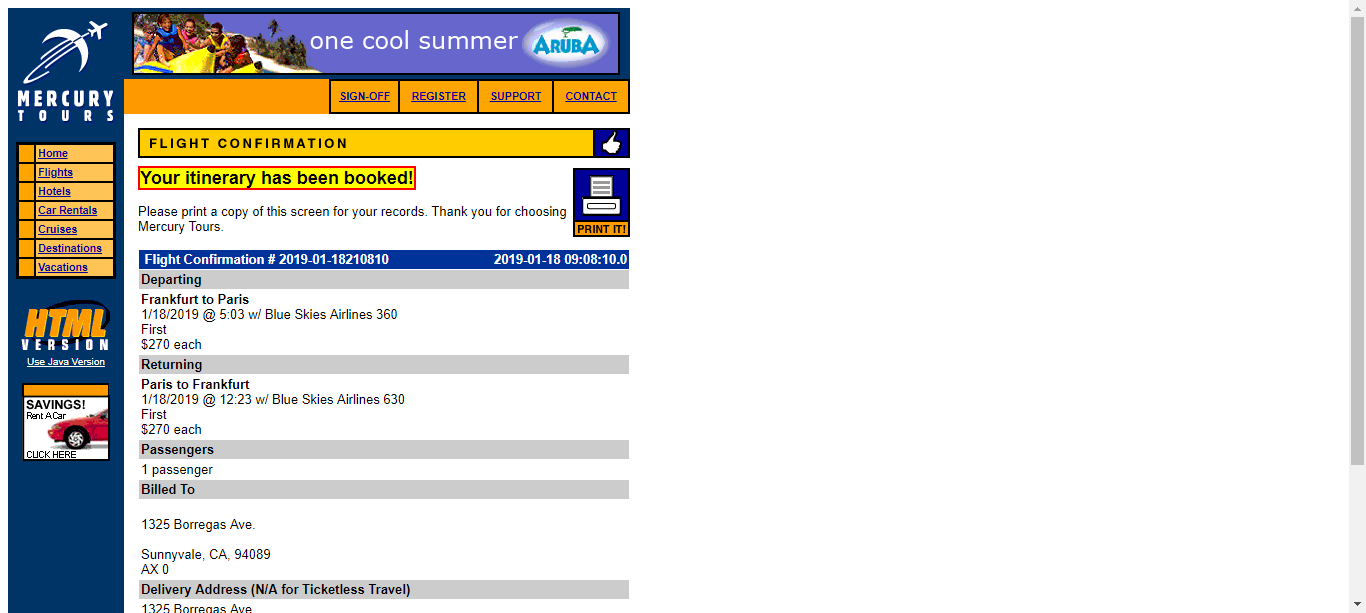 one cool summer ARUBA
MERCURY
TOURS
SIGN-OFF REGISTER SUPPORT CONTACT
FLIGHT CONFIRMATION
Home
Flights
Hotels
Car Rentals
Cruises
Destinations
Vacations
HTML
VERSION
Use Java Version
SAVINGS!
Rent A Car
CLICK HERE
Your itinerary has been booked!
PRINT IT!
Please print a copy of this screen for your records. Thank you for choosing
Mercury Tours.
Flight Confirmation # 2019-01-18210810 2019-01-18 09:08:10.0
Departing
Frankfurt to Paris
1/18/2019 @ 5:03 w/ Blue Skies Airlines 360
First
$270 each
Returning
Paris to Frankfurt
1/18/2019 @ 12:23 w/ Blue Skies Airlines 630
First
$270 each
Passengers
1 passenger
Billed To
1325 Borregas Ave.
Sunnyvale, CA, 94089
AX 0
Delivery Address (N/A for Ticketless Travel)
1325 Borregas Ave